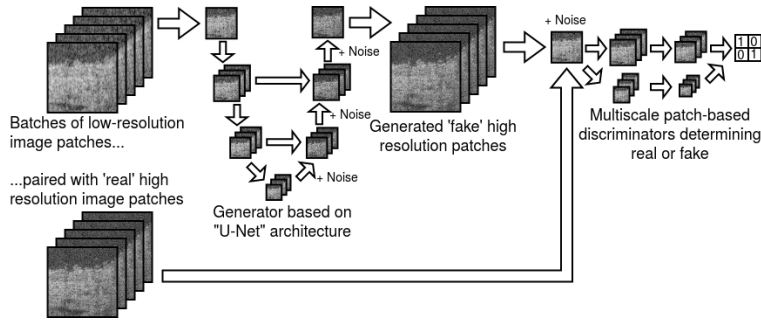 Batches of low-resolution
image patches...
...paired with 'real' high
resolution image patches
+ Noise
+ Noise
+ Noise
Generator based on
"U-Net" architecture
Generated 'fake' high
resolution patches
+ Noise
1 0
0 1
Multiscale patch-based
discriminators determining
real or fake